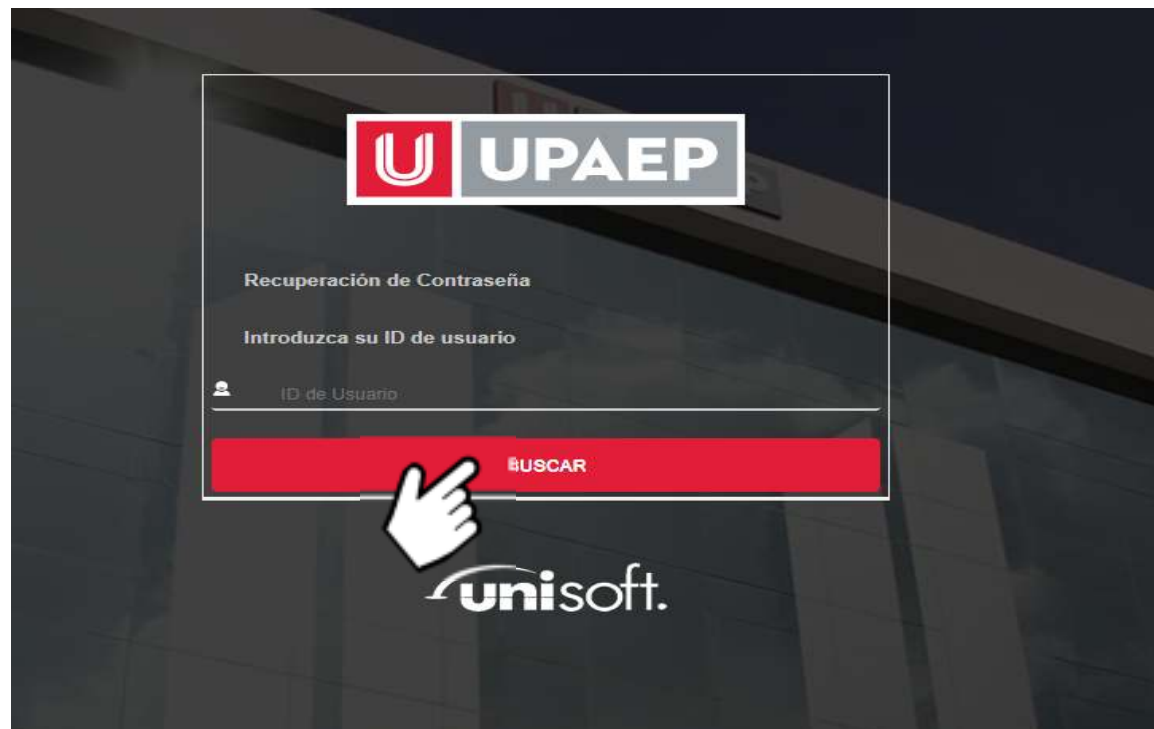 U UPAEP
Recuperación de Contraseña
Introduzca su ID de usuario
ID de Usuario
BUSCAR
unisoft.